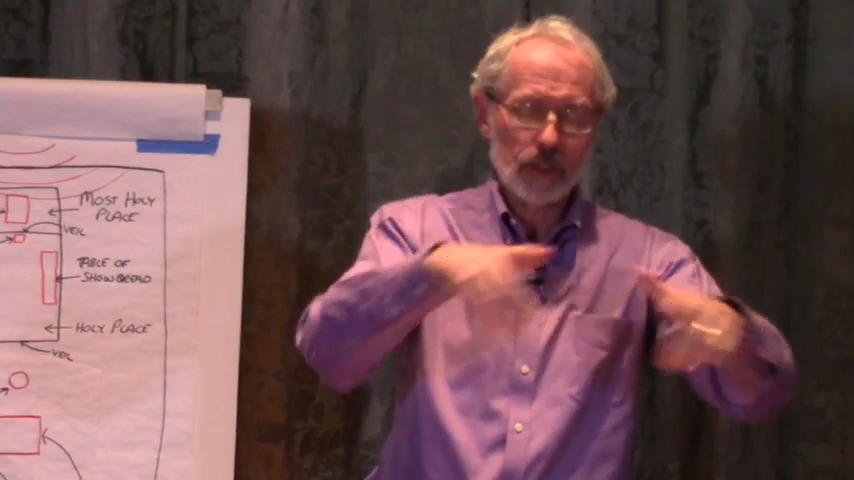 MOST HOLY
PLACE
VEIL
TABLE OF
SHOWBREAD
HOLY PLACE
VEIL